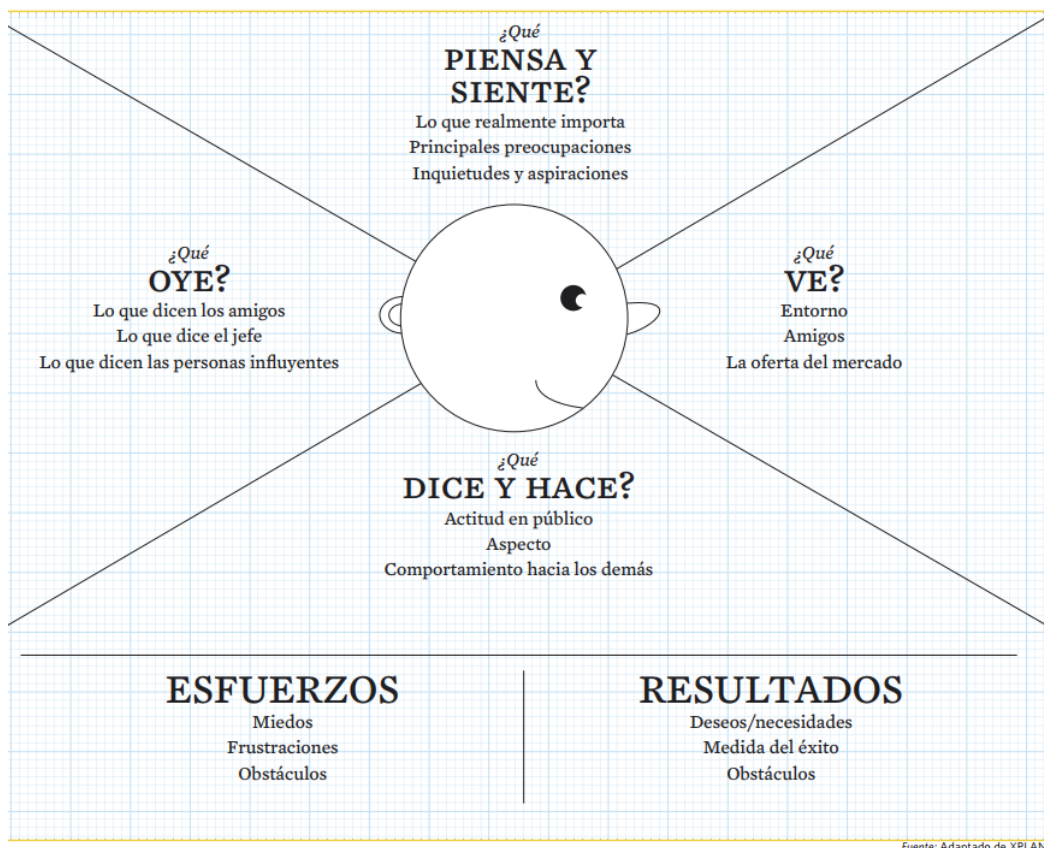 ¿Qué
PIENSA Y
SIENTE?
Lo que realmente importa
Principales preocupaciones
Inquietudes y aspiraciones
¿Qué
OYE?
Lo que dicen los amigos
Lo que dice el jefe
Lo que dicen las personas influyentes
¿Qué
VE?
Entorno
Amigos
La oferta del mercado
¿Qué
DICE Y HACE?
Actitud en público
Aspecto
Comportamiento hacia los demás
ESFUERZOS
Miedos
Frustraciones
Obstáculos
RESULTADOS
Deseos/necesidades
Medida del éxito
Obstáculos
Fuente: Adaptado de XPLAN